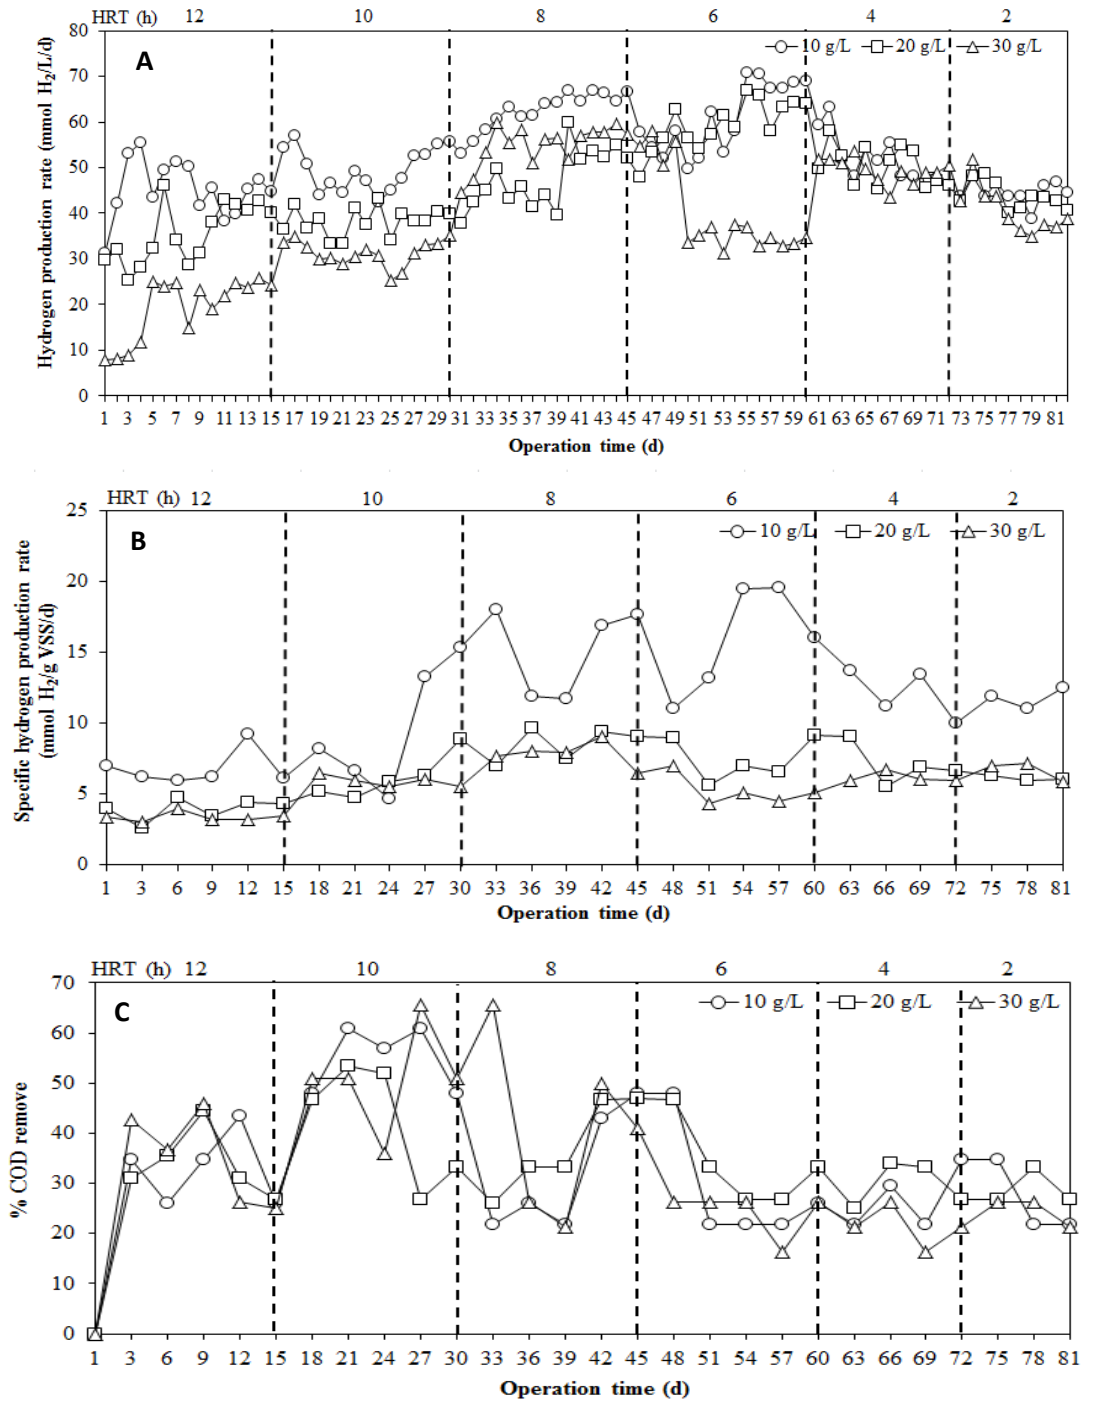 HRT (h) 12 10 8 6 4 2
80
A
10 g/L 20 g/L 30 g/L
70
60
50
40
30
20
10
0
Hydrogen production rate (mmol H2/L/d)
1 3 5 7 9 11 13 15 17 19 21 23 25 27 29 31 33 35 37 39 41 43 45 47 49 51 53 55 57 59 61 63 65 67 69 71 73 75 77 79 81
Operation time (d)
HRT (h) 12 10 8 6 4 2
25
B
10 g/L 20 g/L 30 g/L
20
15
10
5
0
Specific hydrogen production rate
(mmol H2/g VSS/d)
1 3 6 9 12 15 18 21 24 27 30 33 36 39 42 45 48 51 54 57 60 63 66 69 72 75 78 81
Operation time (d)
HRT (h) 12 10 8 6 4 2
70
C
10 g/L 20 g/L 30 g/L
60
50
40
30
20
10
0
% COD remove
1 3 6 9 12 15 18 21 24 27 30 33 36 39 42 45 48 51 54 57 60 63 66 69 72 75 78 81
Operation time (d)